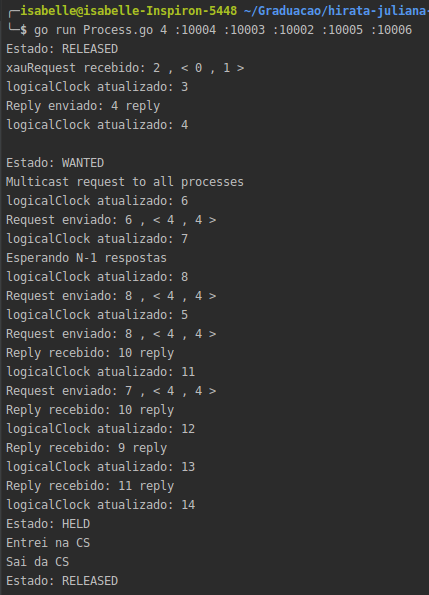 ┌─isabelle@isabelle-Inspiron-5448 ~/Graduacao/hirata-juliana-
└─$ go run Process.go 4 :10004 :10003 :10002 :10005 :10006
Estado: RELEASED
xauRequest recebido: 2 , < 0 , 1 >
logicalClock atualizado: 3
Reply enviado: 4 reply
logicalClock atualizado: 4

Estado: WANTED
Multicast request to all processes
logicalClock atualizado: 6
Request enviado: 6 , < 4 , 4 >
logicalClock atualizado: 7
Esperando N-1 respostas
logicalClock atualizado: 8
Request enviado: 8 , < 4 , 4 >
logicalClock atualizado: 5
Request enviado: 8 , < 4 , 4 >
Reply recebido: 10 reply
logicalClock atualizado: 11
Request enviado: 7 , < 4 , 4 >
Reply recebido: 10 reply
logicalClock atualizado: 12
Reply recebido: 9 reply
logicalClock atualizado: 13
Reply recebido: 11 reply
logicalClock atualizado: 14
Estado: HELD
Entrei na CS
Sai da CS
Estado: RELEASED